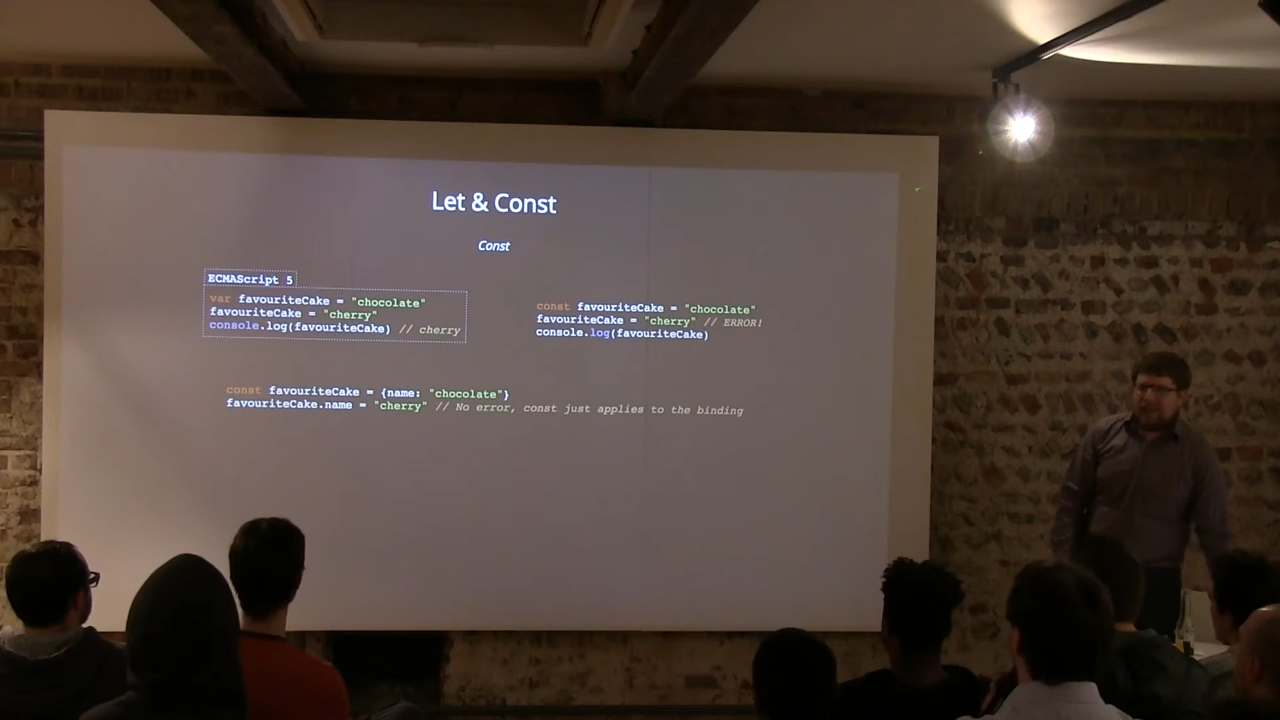 Let & Const
Const
ECMAScript 5
var favouriteCake = "chocolate"
favouriteCake = "cherry"
console.log(favouriteCake) // cherry
const favouriteCake = "chocolate"
favouriteCake = "cherry" // ERROR!
console.log(favouriteCake)
const favouriteCake = {name: "chocolate"}
favouriteCake.name = "cherry" // No error, const just applies to the binding